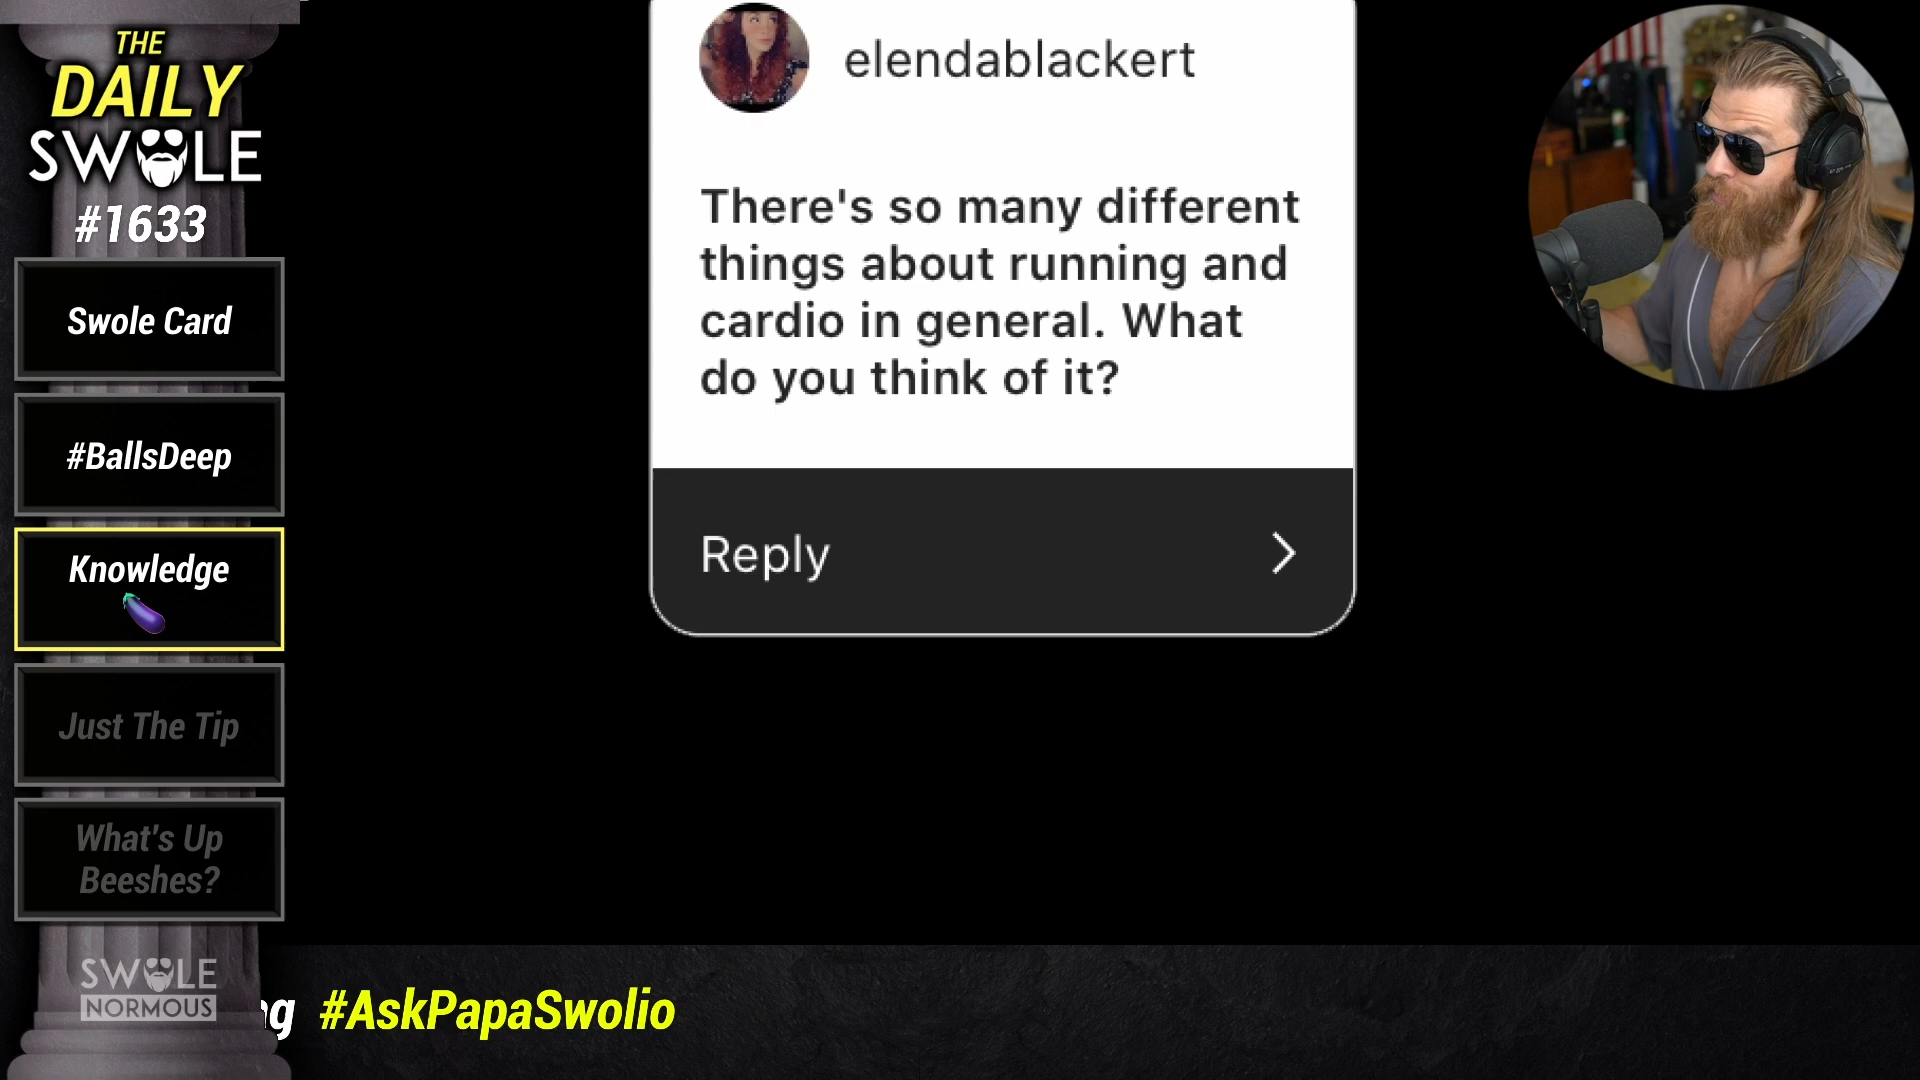 THE
DAILY
SWOLE
#1633
Swole Card
#BallsDeep
Knowledge
Just The Tip
What's Up
Beeshes?
SWOLE
NORMOUS
elendablackert
There's so many different
things about running and
cardio in general. What
do you think of it?
Reply
#AskPapaSwolio